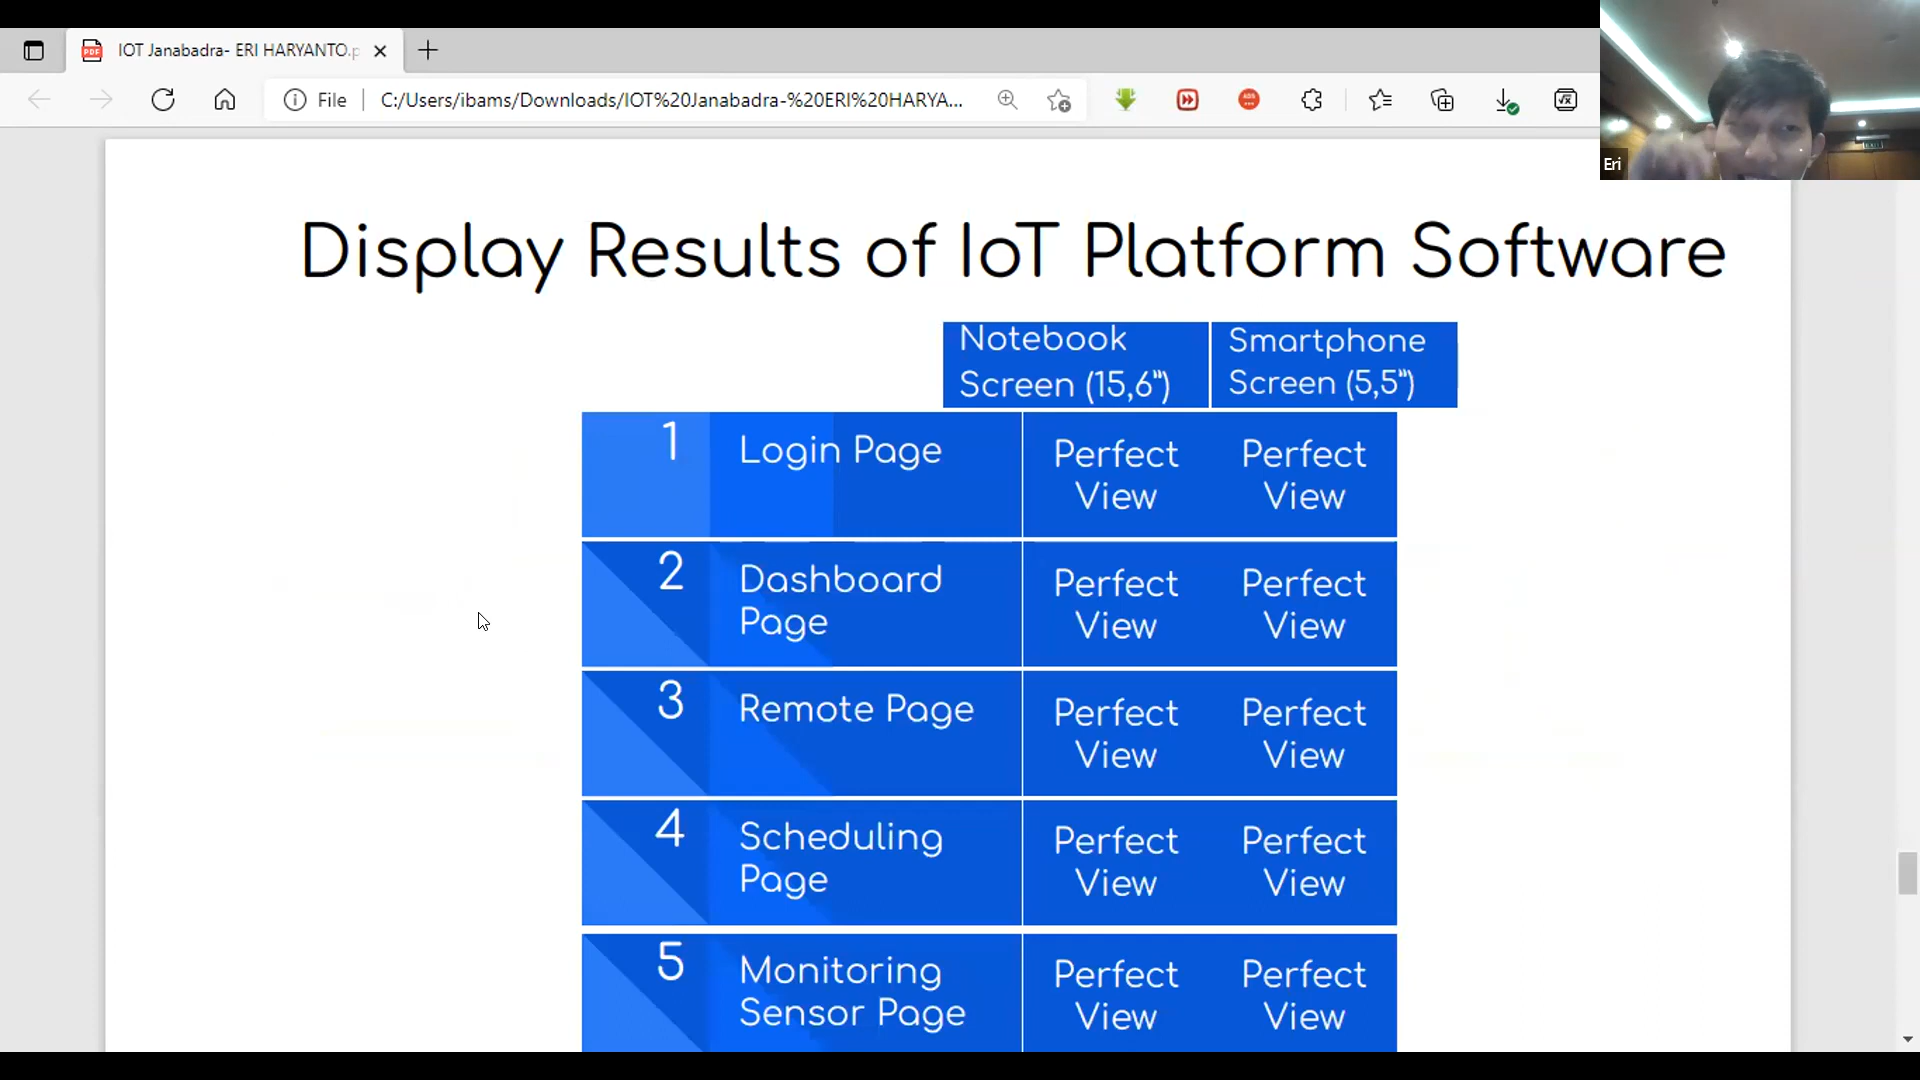 IOT Janabadra- ERI HARYANTO.p
File
C:/Users/ibams/Downloads/IOT%20Janabadra-%20ERI%20HARYA...
Eri
Display Results of IoT Platform Software
Notebook
Screen (15,6")
Smartphone
Screen (5,5")
1
Login Page
Perfect
View
Perfect
View
2
Dashboard
Page
Perfect
View
Perfect
View
3
Remote Page
Perfect
View
Perfect
View
4
Scheduling
Page
Perfect
View
Perfect
View
5
Monitoring
Sensor Page
Perfect
View
Perfect
View